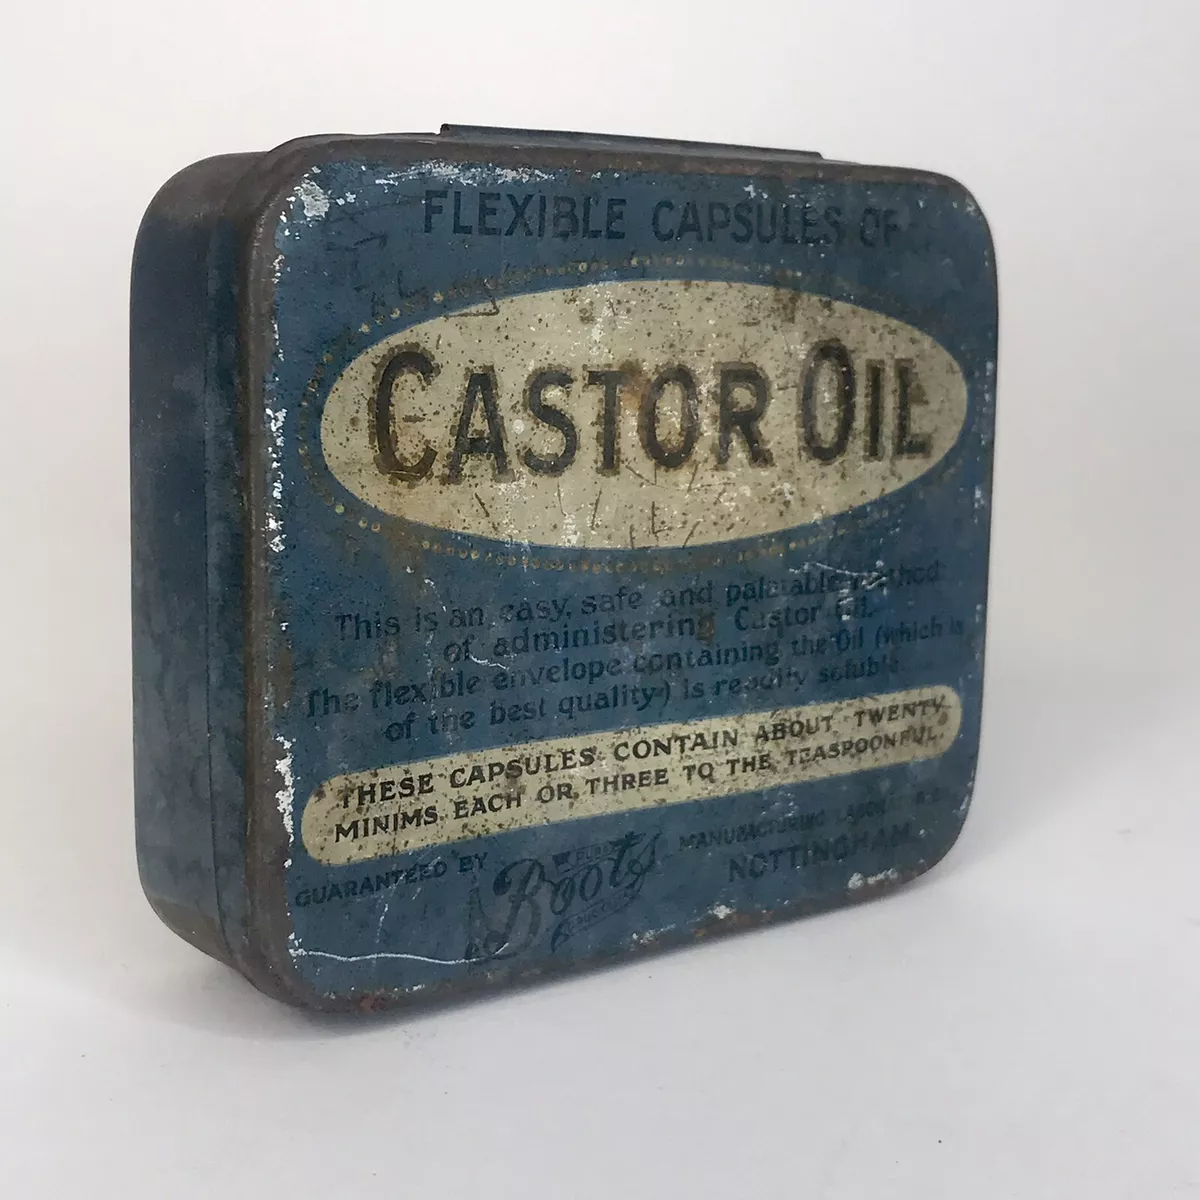 FLEXIBLE CAPSULES OF
CASTOR OIL
This is an easy, safe and palatable method
of administering Castor Oil.
The flexible envelope containing the Oil (which is
of the best quality) is readily soluble.
THESE CAPSULES CONTAIN ABOUT TWENTY
MINIMS EACH OR THREE TO THE TEASPOONFUL.
GUARANTEED BY Boots MANUFACTURING
PURE
NOTTINGHAM